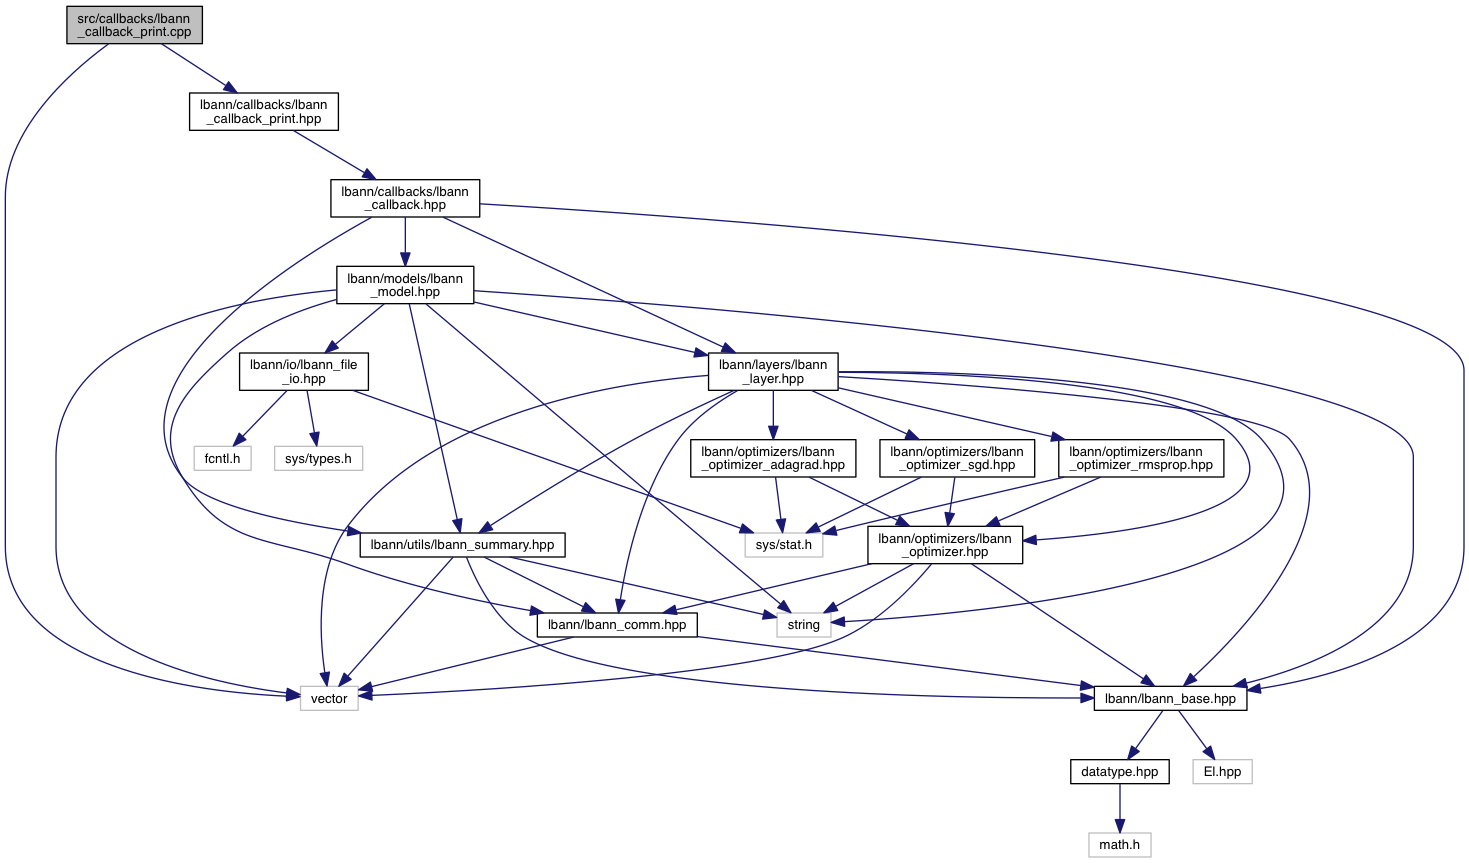 src/callbacks/lbann
_callback_print.cpp
lbann/callbacks/lbann
_callback_print.hpp
lbann/callbacks/lbann
_callback.hpp
lbann/models/lbann
_model.hpp
lbann/io/lbann_file
_io.hpp
lbann/layers/lbann
_layer.hpp
fcntl.h
sys/types.h
lbann/optimizers/lbann
_optimizer_adagrad.hpp
lbann/optimizers/lbann
_optimizer_sgd.hpp
lbann/optimizers/lbann
_optimizer_rmsprop.hpp
lbann/utils/lbann_summary.hpp
sys/stat.h
lbann/optimizers/lbann
_optimizer.hpp
lbann/lbann_comm.hpp
string
vector
lbann/lbann_base.hpp
datatype.hpp
El.hpp
math.h